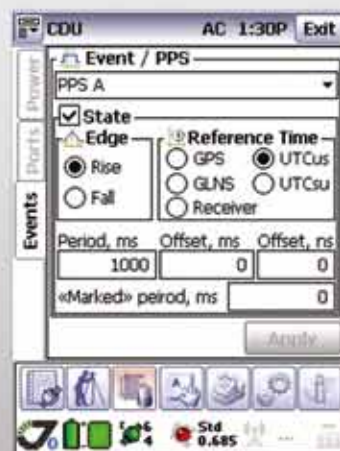 CDU AC 1:30P Exit
Power
Ports
Events
Event / PPS
PPS A
State
Edge
Rise
Fall
Reference Time
GPS UTCus
GLNS UTCsu
Receiver
Period, ms Offset, ms Offset, ns
1000 0 0
«Marked» peirod, ms 0
Apply
0 6 4 Std 0.685 ...